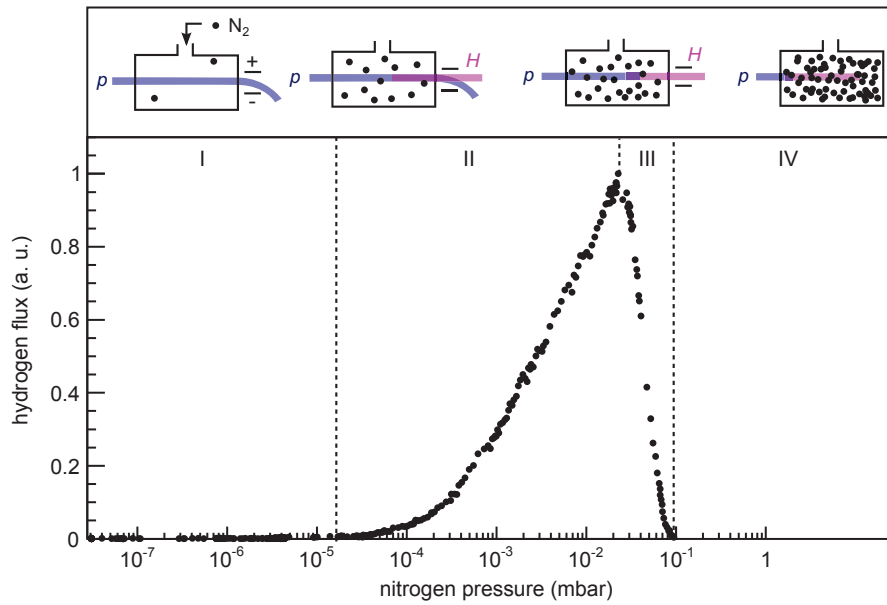 N₂
+
-
p
p
H
p
H
p
I
II
III
IV
1
0.8
0.6
0.4
0.2
0
hydrogen flux (a. u.)
10⁻⁷
10⁻⁶
10⁻⁵
10⁻⁴
10⁻³
10⁻²
10⁻¹
1
nitrogen pressure (mbar)